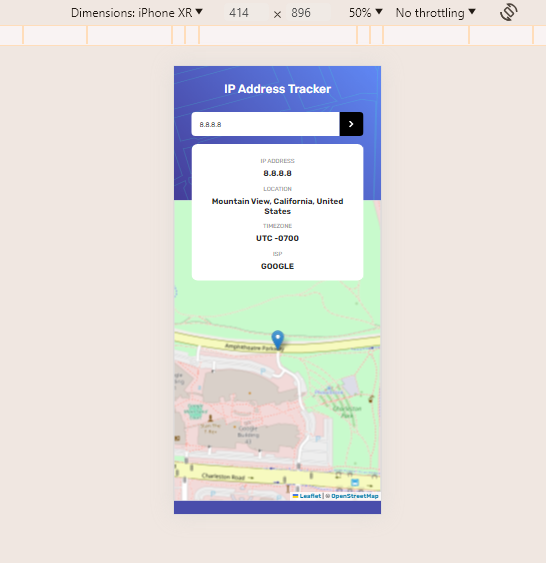 Dimensions: iPhone XR ▼ 414 × 896 50% ▼ No throttling ▼
IP Address Tracker
8.8.8.8
IP ADDRESS
8.8.8.8
LOCATION
Mountain View, California, United
States
TIMEZONE
UTC -0700
ISP
GOOGLE
Amphitheatre Parkway
Charleston
Park
Google
Building
Charleston Road
Leaflet | © OpenStreetMap